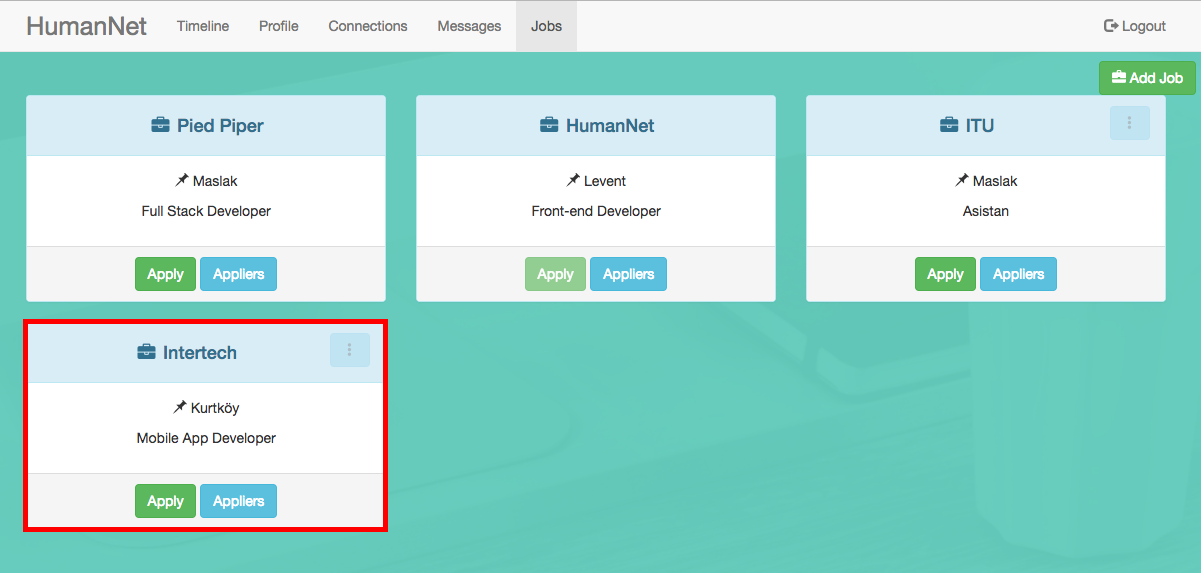 HumanNet Timeline Profile Connections Messages Jobs Logout
Add Job
Pied Piper
Maslak
Full Stack Developer
Apply Appliers
HumanNet
Levent
Front-end Developer
Apply Appliers
ITU
Maslak
Asistan
Apply Appliers
Intertech
Kurtköy
Mobile App Developer
Apply Appliers